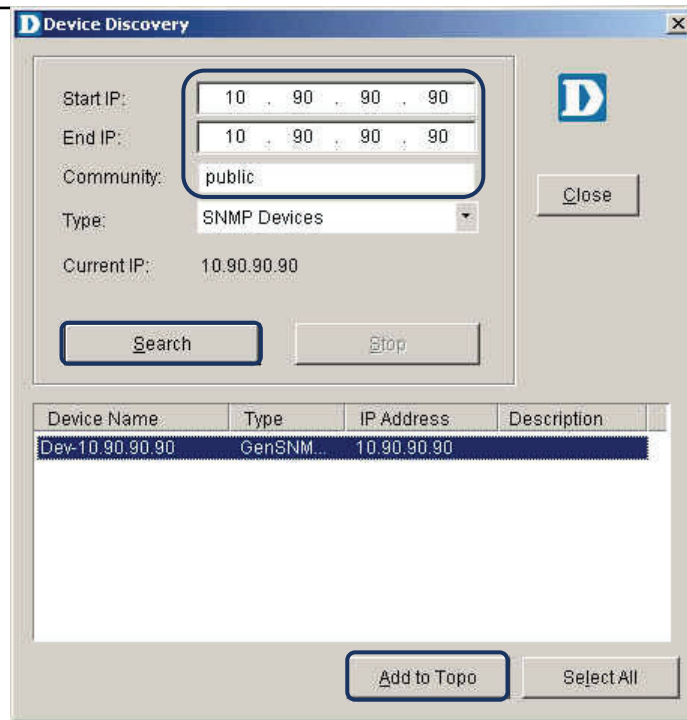 Device Discovery
Start IP: 10 . 90 . 90 . 90
End IP: 10 . 90 . 90 . 90
Community: public
Type: SNMP Devices
Current IP: 10.90.90.90
Close
Search Stop
Device Name Type IP Address Description
Dev-10.90.90.90 GenSNM... 10.90.90.90
Add to Topo Select All